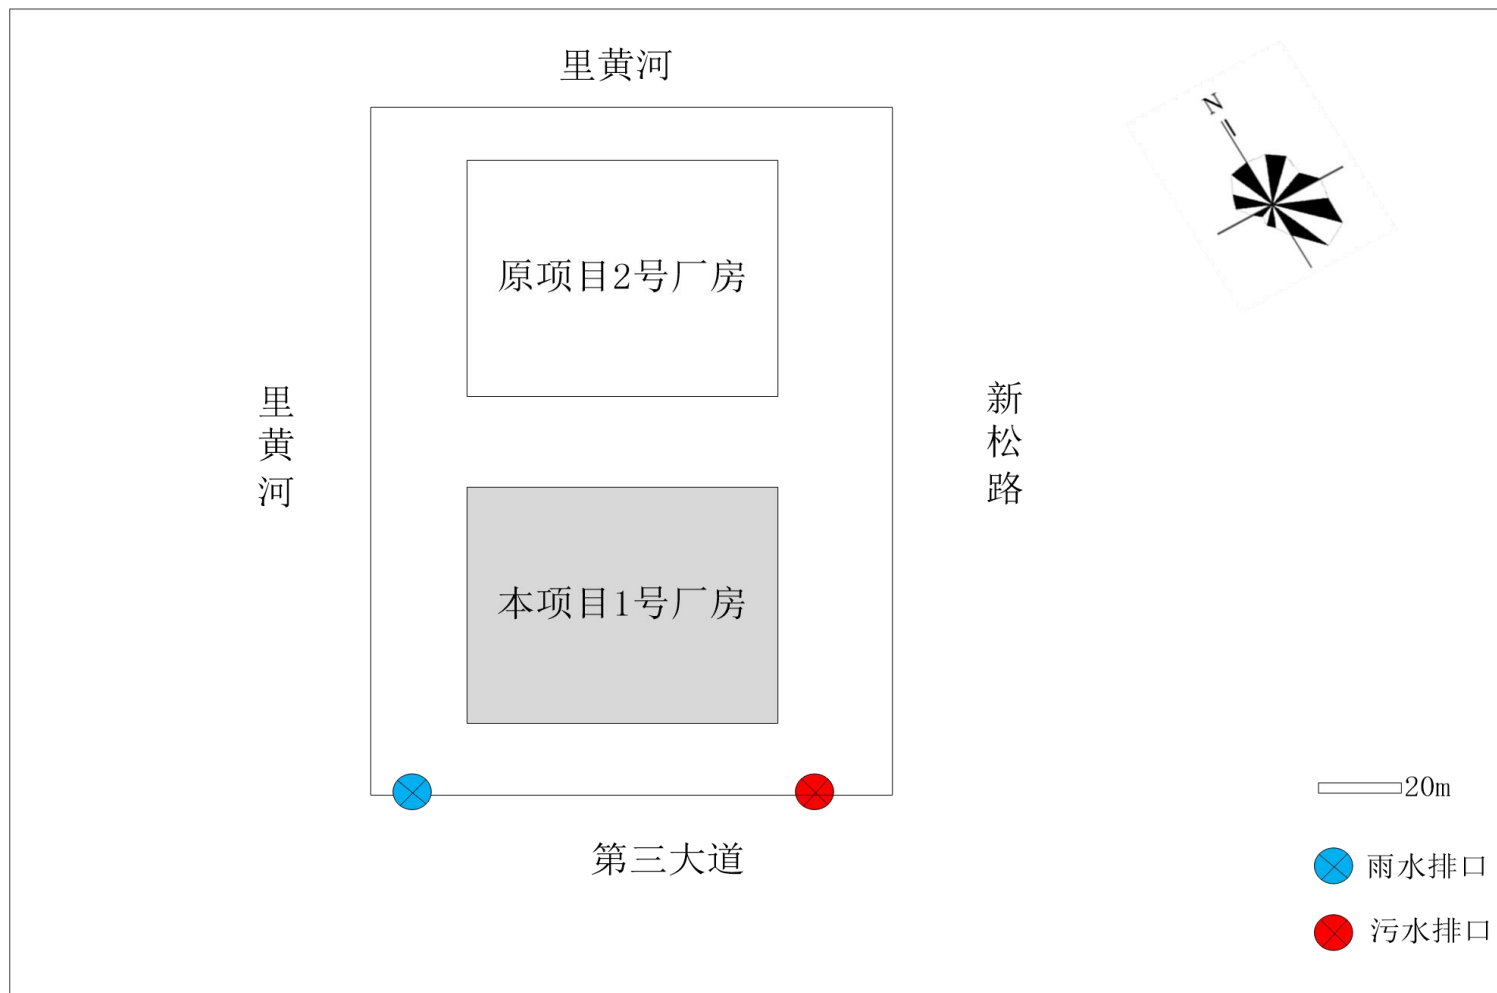 里黄河
N
原项目2号厂房
里黄河
新松路
本项目1号厂房
20m
第三大道
雨水排口
污水排口